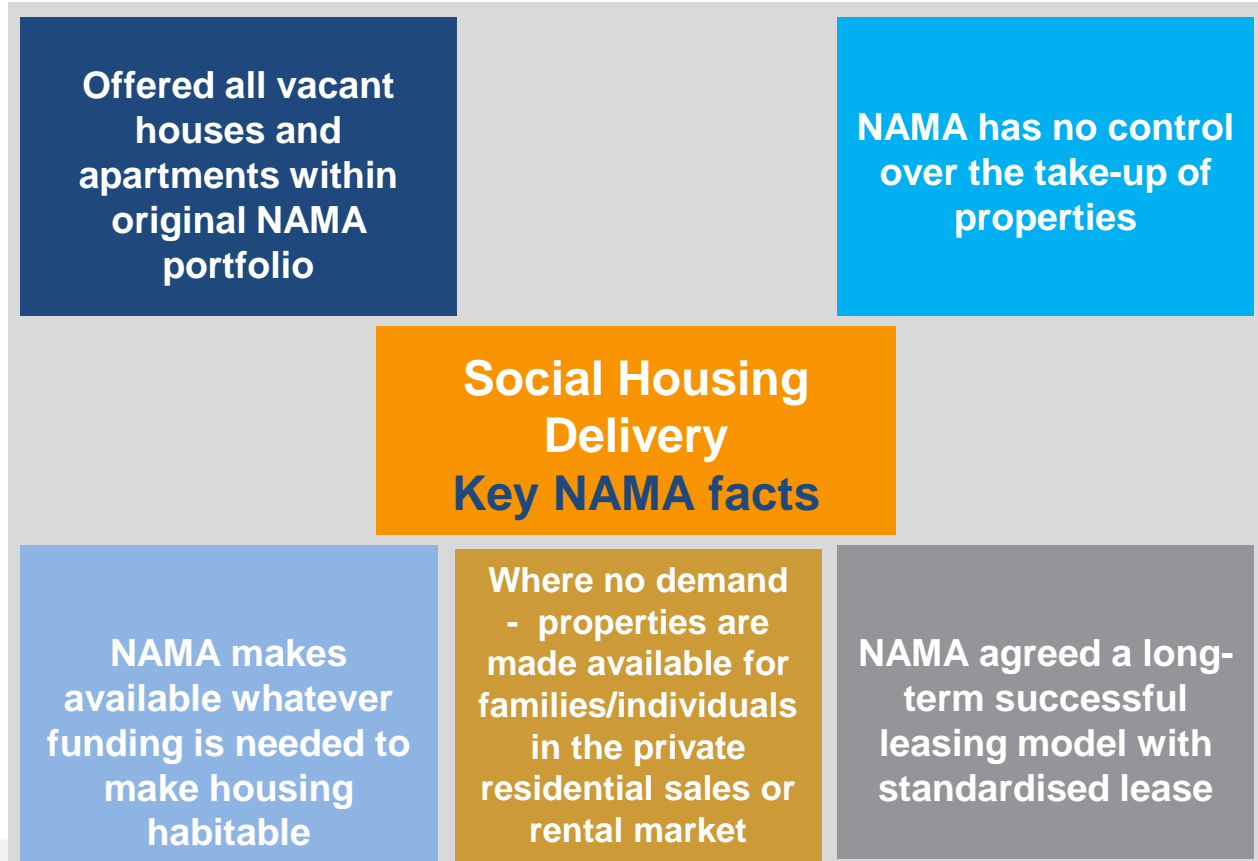 Offered all vacant
houses and
apartments within
original NAMA
portfolio
NAMA has no control
over the take-up of
properties
Social Housing
Delivery
Key NAMA facts
NAMA makes
available whatever
funding is needed to
make housing
habitable
Where no demand
- properties are
made available for
families/individuals
in the private
residential sales or
rental market
NAMA agreed a long-
term successful
leasing model with
standardised lease